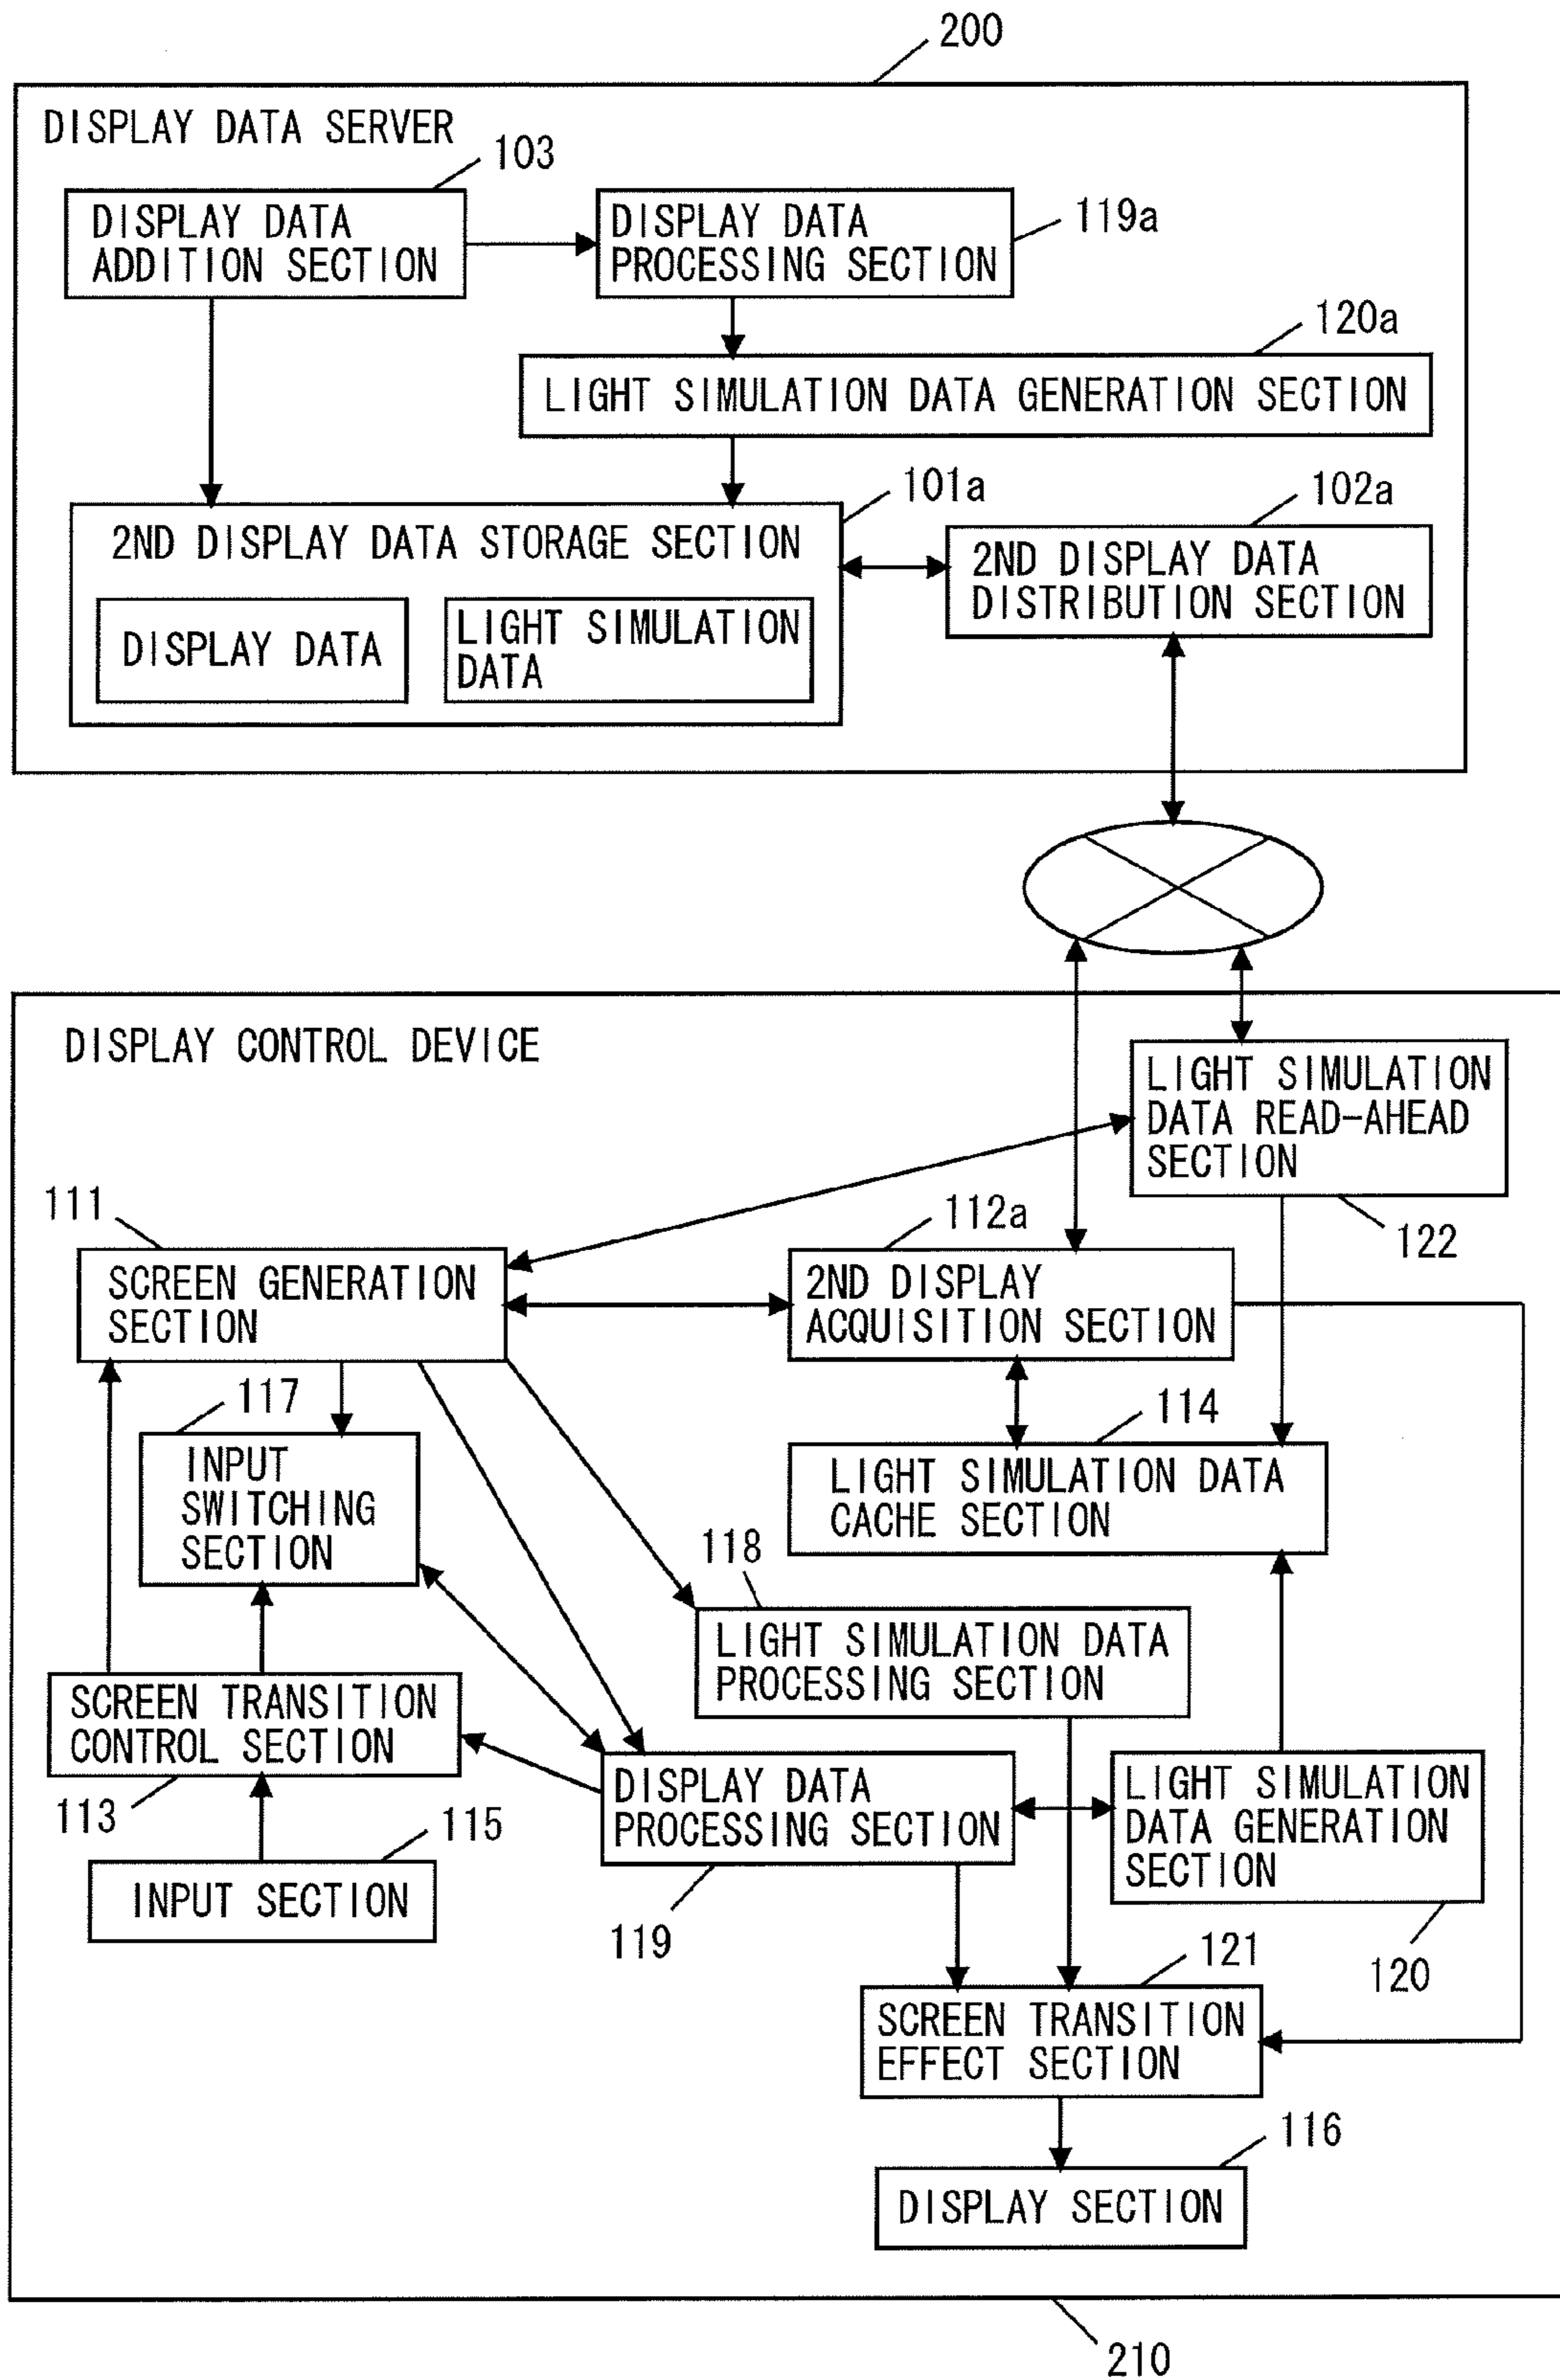 200
DISPLAY DATA SERVER
103
DISPLAY DATA
ADDITION SECTION
DISPLAY DATA
PROCESSING SECTION
119a
120a
LIGHT SIMULATION DATA GENERATION SECTION
101a
102a
2ND DISPLAY DATA STORAGE SECTION
DISPLAY DATA
LIGHT SIMULATION
DATA
2ND DISPLAY DATA
DISTRIBUTION SECTION
DISPLAY CONTROL DEVICE
LIGHT SIMULATION
DATA READ-AHEAD
SECTION
122
111
SCREEN GENERATION
SECTION
112a
2ND DISPLAY
ACQUISITION SECTION
117
INPUT
SWITCHING
SECTION
114
LIGHT SIMULATION DATA
CACHE SECTION
118
LIGHT SIMULATION DATA
PROCESSING SECTION
SCREEN TRANSITION
CONTROL SECTION
113
DISPLAY DATA
PROCESSING SECTION
119
LIGHT SIMULATION
DATA GENERATION
SECTION
120
115
INPUT SECTION
121
SCREEN TRANSITION
EFFECT SECTION
116
DISPLAY SECTION
210